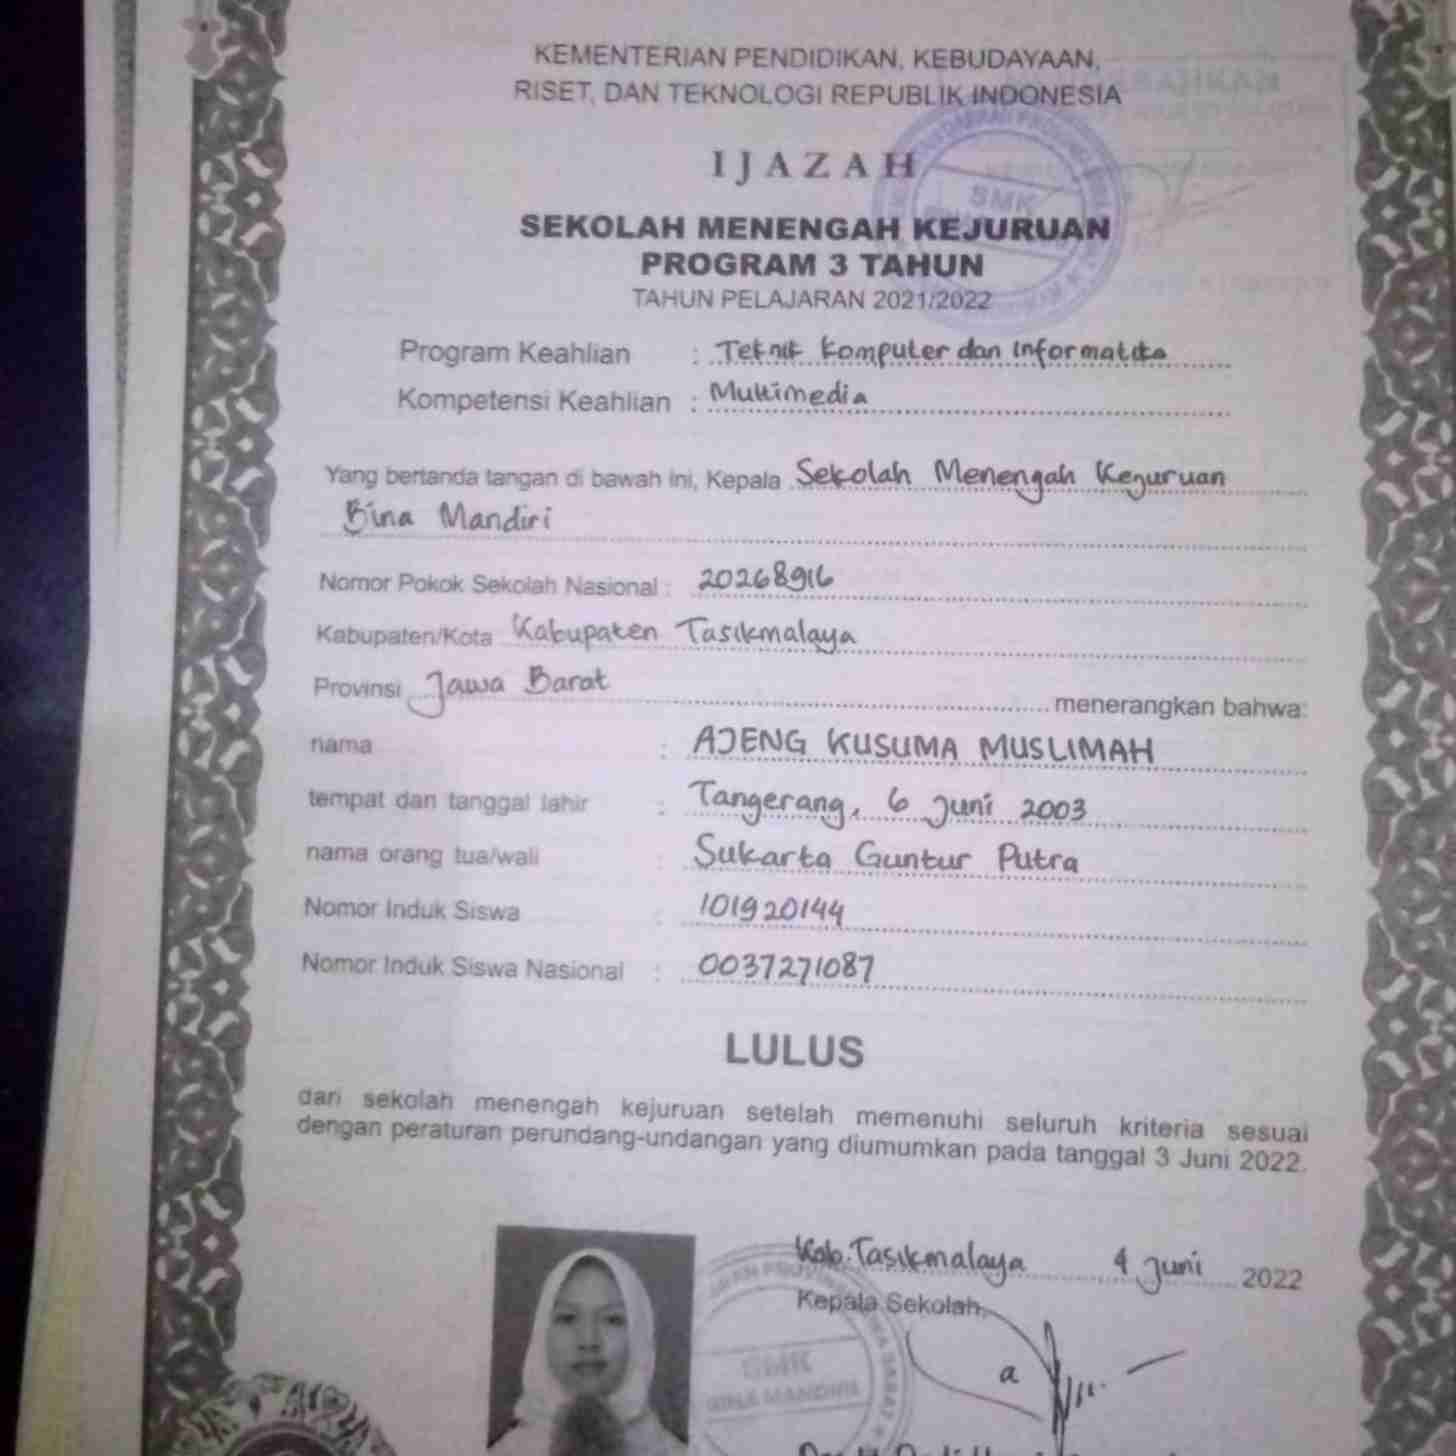 KEMENTERIAN PENDIDIKAN, KEBUDAYAAN,
RISET, DAN TEKNOLOGI REPUBLIK INDONESIA
IJAZAH
SMK
SEKOLAH MENENGAH KEJURUAN
PROGRAM 3 TAHUN
TAHUN PELAJARAN 2021/2022
Program Keahlian : Teknik Komputer dan Informatika
Kompetensi Keahlian : Multimedia
Yang bertanda tangan di bawah ini, Kepala Sekolah Menengah Kejuruan
Bina Mandiri
Nomor Pokok Sekolah Nasional : 20268916
Kabupaten/Kota Kabupaten Tasikmalaya
Provinsi Jawa Barat menerangkan bahwa:
nama : AJENG KUSUMA MUSLIMAH
tempat dan tanggal lahir : Tangerang, 6 Juni 2003
nama orang tua/wali : Sukarta Guntur Putra
Nomor Induk Siswa : 101920144
Nomor Induk Siswa Nasional : 0037271087
LULUS
dari sekolah menengah kejuruan setelah memenuhi seluruh kriteria sesuai
dengan peraturan perundang-undangan yang diumumkan pada tanggal 3 Juni 2022.
Kab. Tasikmalaya 4 Juni 2022
Kepala Sekolah,
SMK
BINA MANDIRI